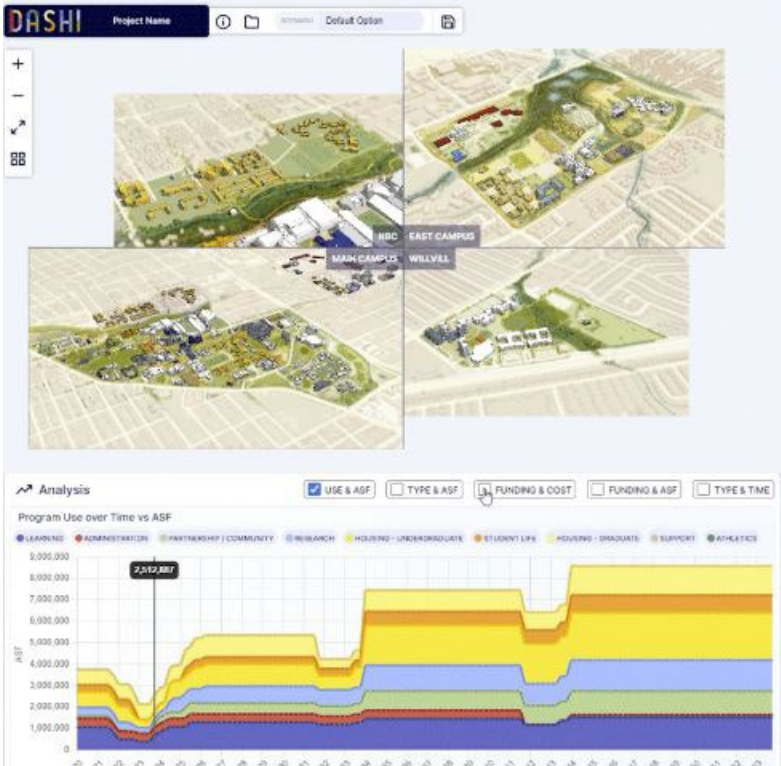 DASHI
Project Name
SCENARIO Default Option
NBC EAST CAMPUS
MAIN CAMPUS WILLVILL
Analysis
USE & ASF TYPE & ASF FUNDING & COST FUNDING & ASF TYPE & TIME
Program Use over Time vs ASF
LEARNING ADMINISTRATION PARTNERSHIP | COMMUNITY RESEARCH HOUSING - UNDERGRADUATE STUDENT LIFE HOUSING - GRADUATE SUPPORT ATHLETICS
9,000,000
8,000,000
7,000,000
6,000,000
5,000,000
4,000,000
3,000,000
2,000,000
1,000,000
0
ASF